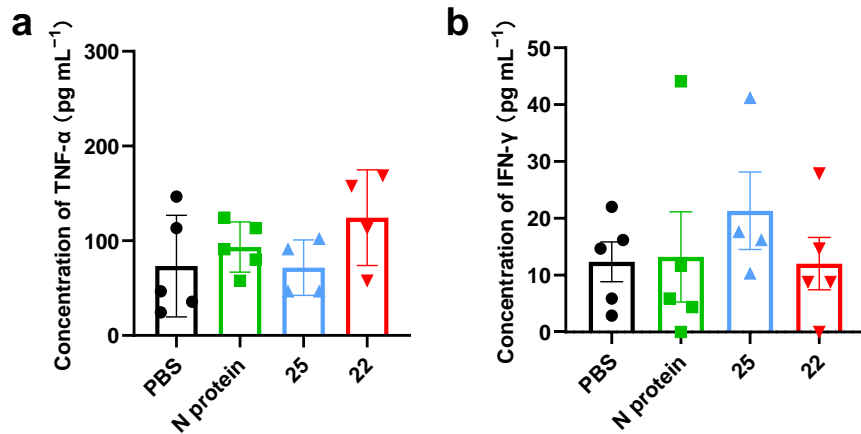 a
Concentration of TNF-α (pg mL⁻¹)
300
200
100
0
PBS
N protein
25
22
b
Concentration of IFN-γ (pg mL⁻¹)
50
40
30
20
10
0
PBS
N protein
25
22